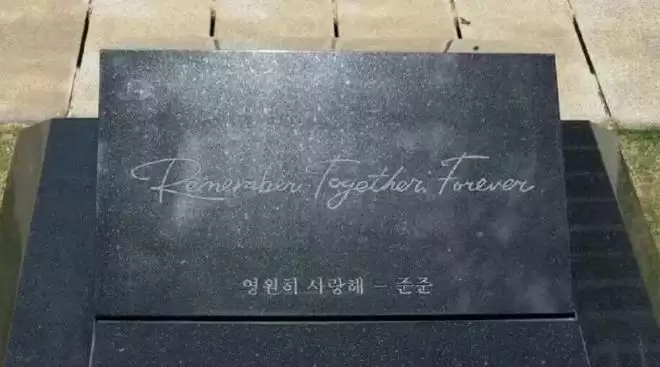 Remember, Together, Forever
영원히 사랑해 – 준준